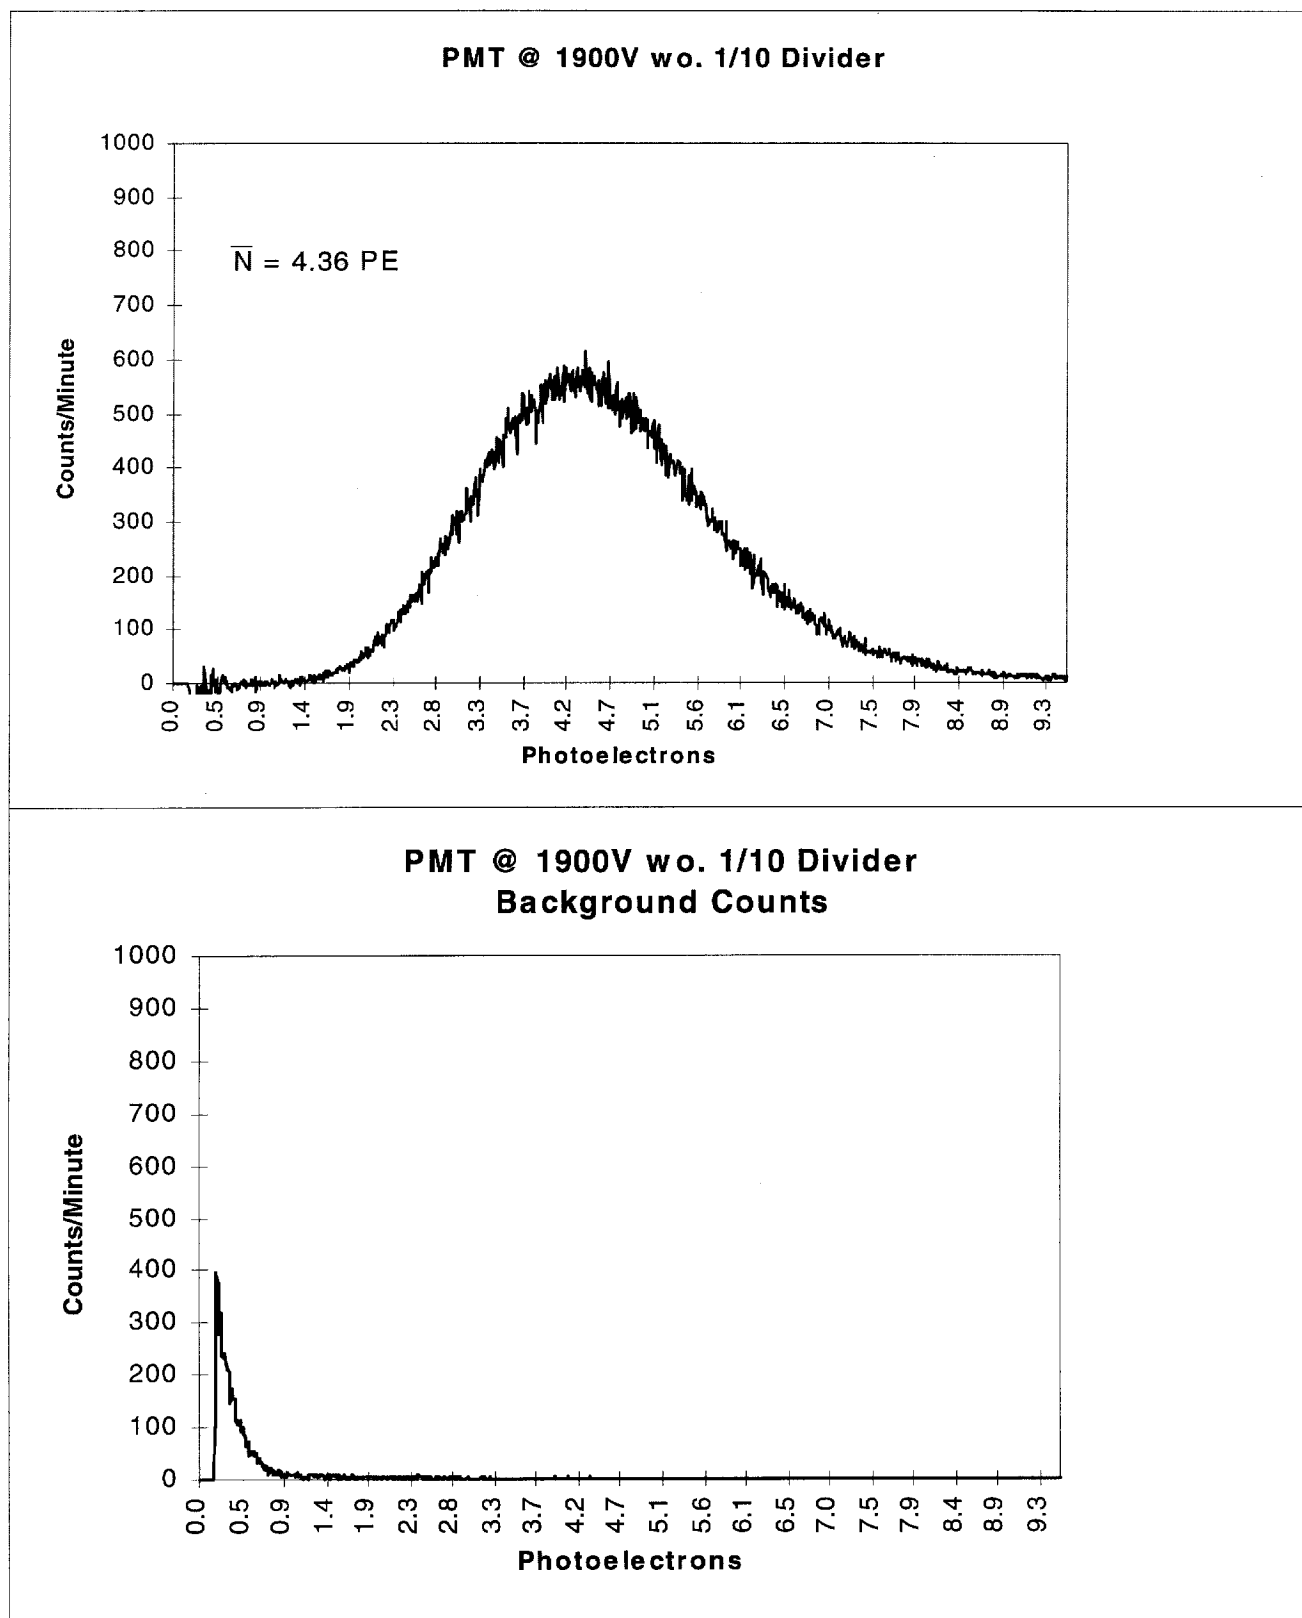 PMT @ 1900V wo. 1/10 Divider
1000
900
800
700
600
500
400
300
200
100
0
N̅ = 4.36 PE
Counts/Minute
0.0 0.5 0.9 1.4 1.9 2.3 2.8 3.3 3.7 4.2 4.7 5.1 5.6 6.1 6.5 7.0 7.5 7.9 8.4 8.9 9.3
Photoelectrons
PMT @ 1900V wo. 1/10 Divider
Background Counts
1000
900
800
700
600
500
400
300
200
100
0
Counts/Minute
0.0 0.5 0.9 1.4 1.9 2.3 2.8 3.3 3.7 4.2 4.7 5.1 5.6 6.1 6.5 7.0 7.5 7.9 8.4 8.9 9.3
Photoelectrons